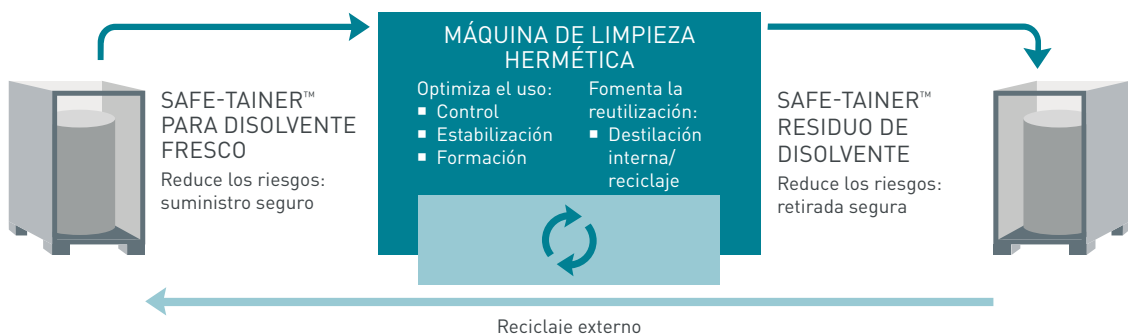 MÁQUINA DE LIMPIEZA
HERMÉTICA
Optimiza el uso:
▪ Control
▪ Estabilización
▪ Formación
Fomenta la
reutilización:
▪ Destilación
interna/
reciclaje
SAFE-TAINER™
PARA DISOLVENTE
FRESCO
Reduce los riesgos:
suministro seguro
SAFE-TAINER™
RESIDUO DE
DISOLVENTE
Reduce los riesgos:
retirada segura
Reciclaje externo